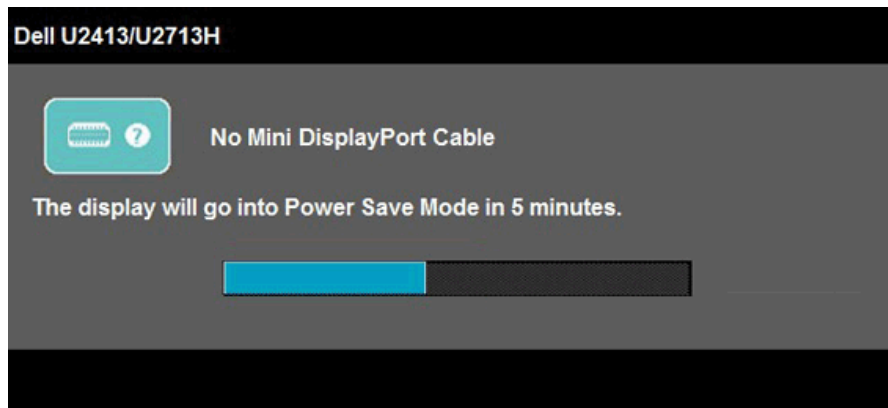 Dell U2413/U2713H
?
No Mini DisplayPort Cable
The display will go into Power Save Mode in 5 minutes.